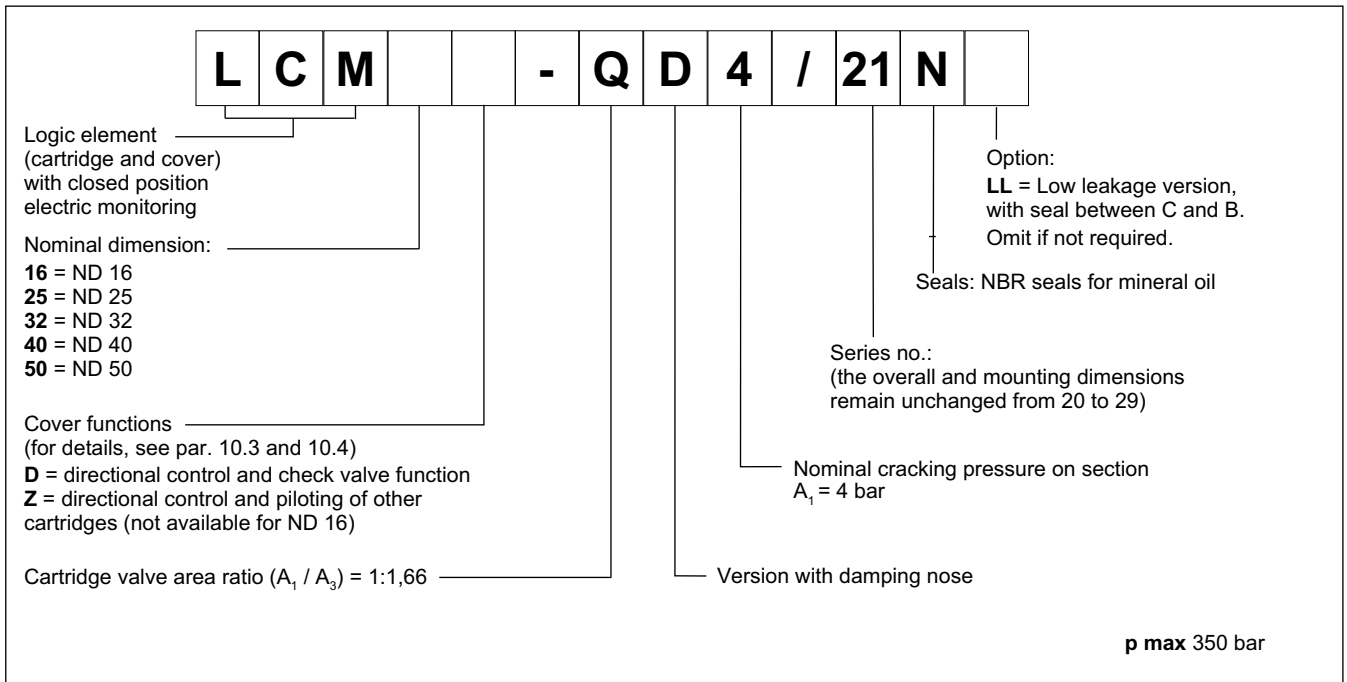 L C M - Q D 4 / 21 N
Logic element
(cartridge and cover)
with closed position
electric monitoring
Nominal dimension:
16 = ND 16
25 = ND 25
32 = ND 32
40 = ND 40
50 = ND 50
Cover functions
(for details, see par. 10.3 and 10.4)
D = directional control and check valve function
Z = directional control and piloting of other
cartridges (not available for ND 16)
Cartridge valve area ratio (A₁ / A₃) = 1:1,66
Option:
LL = Low leakage version,
with seal between C and B.
Omit if not required.
Seals: NBR seals for mineral oil
Series no.:
(the overall and mounting dimensions
remain unchanged from 20 to 29)
Nominal cracking pressure on section
A₁ = 4 bar
Version with damping nose
p max 350 bar